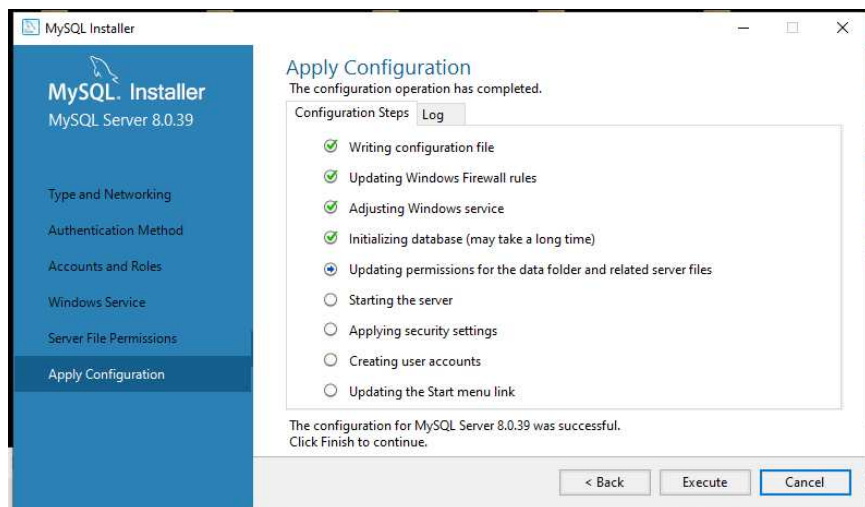 MySQL Installer
MySQL. Installer
MySQL Server 8.0.39
Type and Networking
Authentication Method
Accounts and Roles
Windows Service
Server File Permissions
Apply Configuration
Apply Configuration
The configuration operation has completed.
Configuration Steps Log
Writing configuration file
Updating Windows Firewall rules
Adjusting Windows service
Initializing database (may take a long time)
Updating permissions for the data folder and related server files
Starting the server
Applying security settings
Creating user accounts
Updating the Start menu link
The configuration for MySQL Server 8.0.39 was successful.
Click Finish to continue.
< Back Execute Cancel